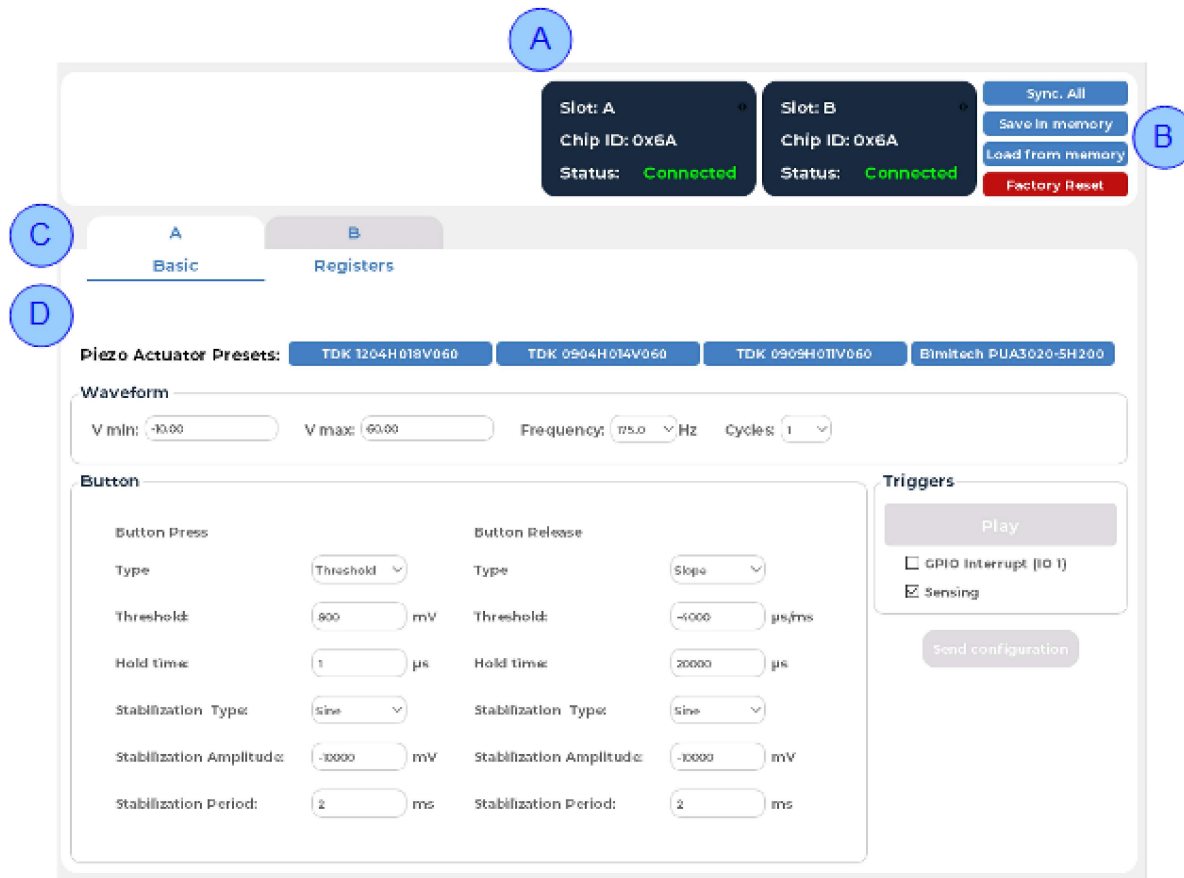 A
Slot: A
Chip ID: 0x6A
Status: Connected
Slot: B
Chip ID: 0x6A
Status: Connected
Sync. All
Save in memory
Load from memory
Factory Reset
B
C
A
B
Basic
Registers
D
Piezo Actuator Presets:
TDK 1204H018V060
TDK 0904H014V060
TDK 0909H011V060
Bimitech PUA3020-5H200
Waveform
V min: -10.00
V max: 60.00
Frequency: 175.0 Hz
Cycles: 1
Button
Button Press
Button Release
Type Threshold
Type Slope
Threshold: 800 mV
Threshold: -4000 µs/ms
Hold time: 1 µs
Hold time: 20000 µs
Stabilization Type: Sine
Stabilization Type: Sine
Stabilization Amplitude: -10000 mV
Stabilization Amplitude: -10000 mV
Stabilization Period: 2 ms
Stabilization Period: 2 ms
Triggers
Play
GPIO Interrupt (IO 1)
Sensing
Send configuration